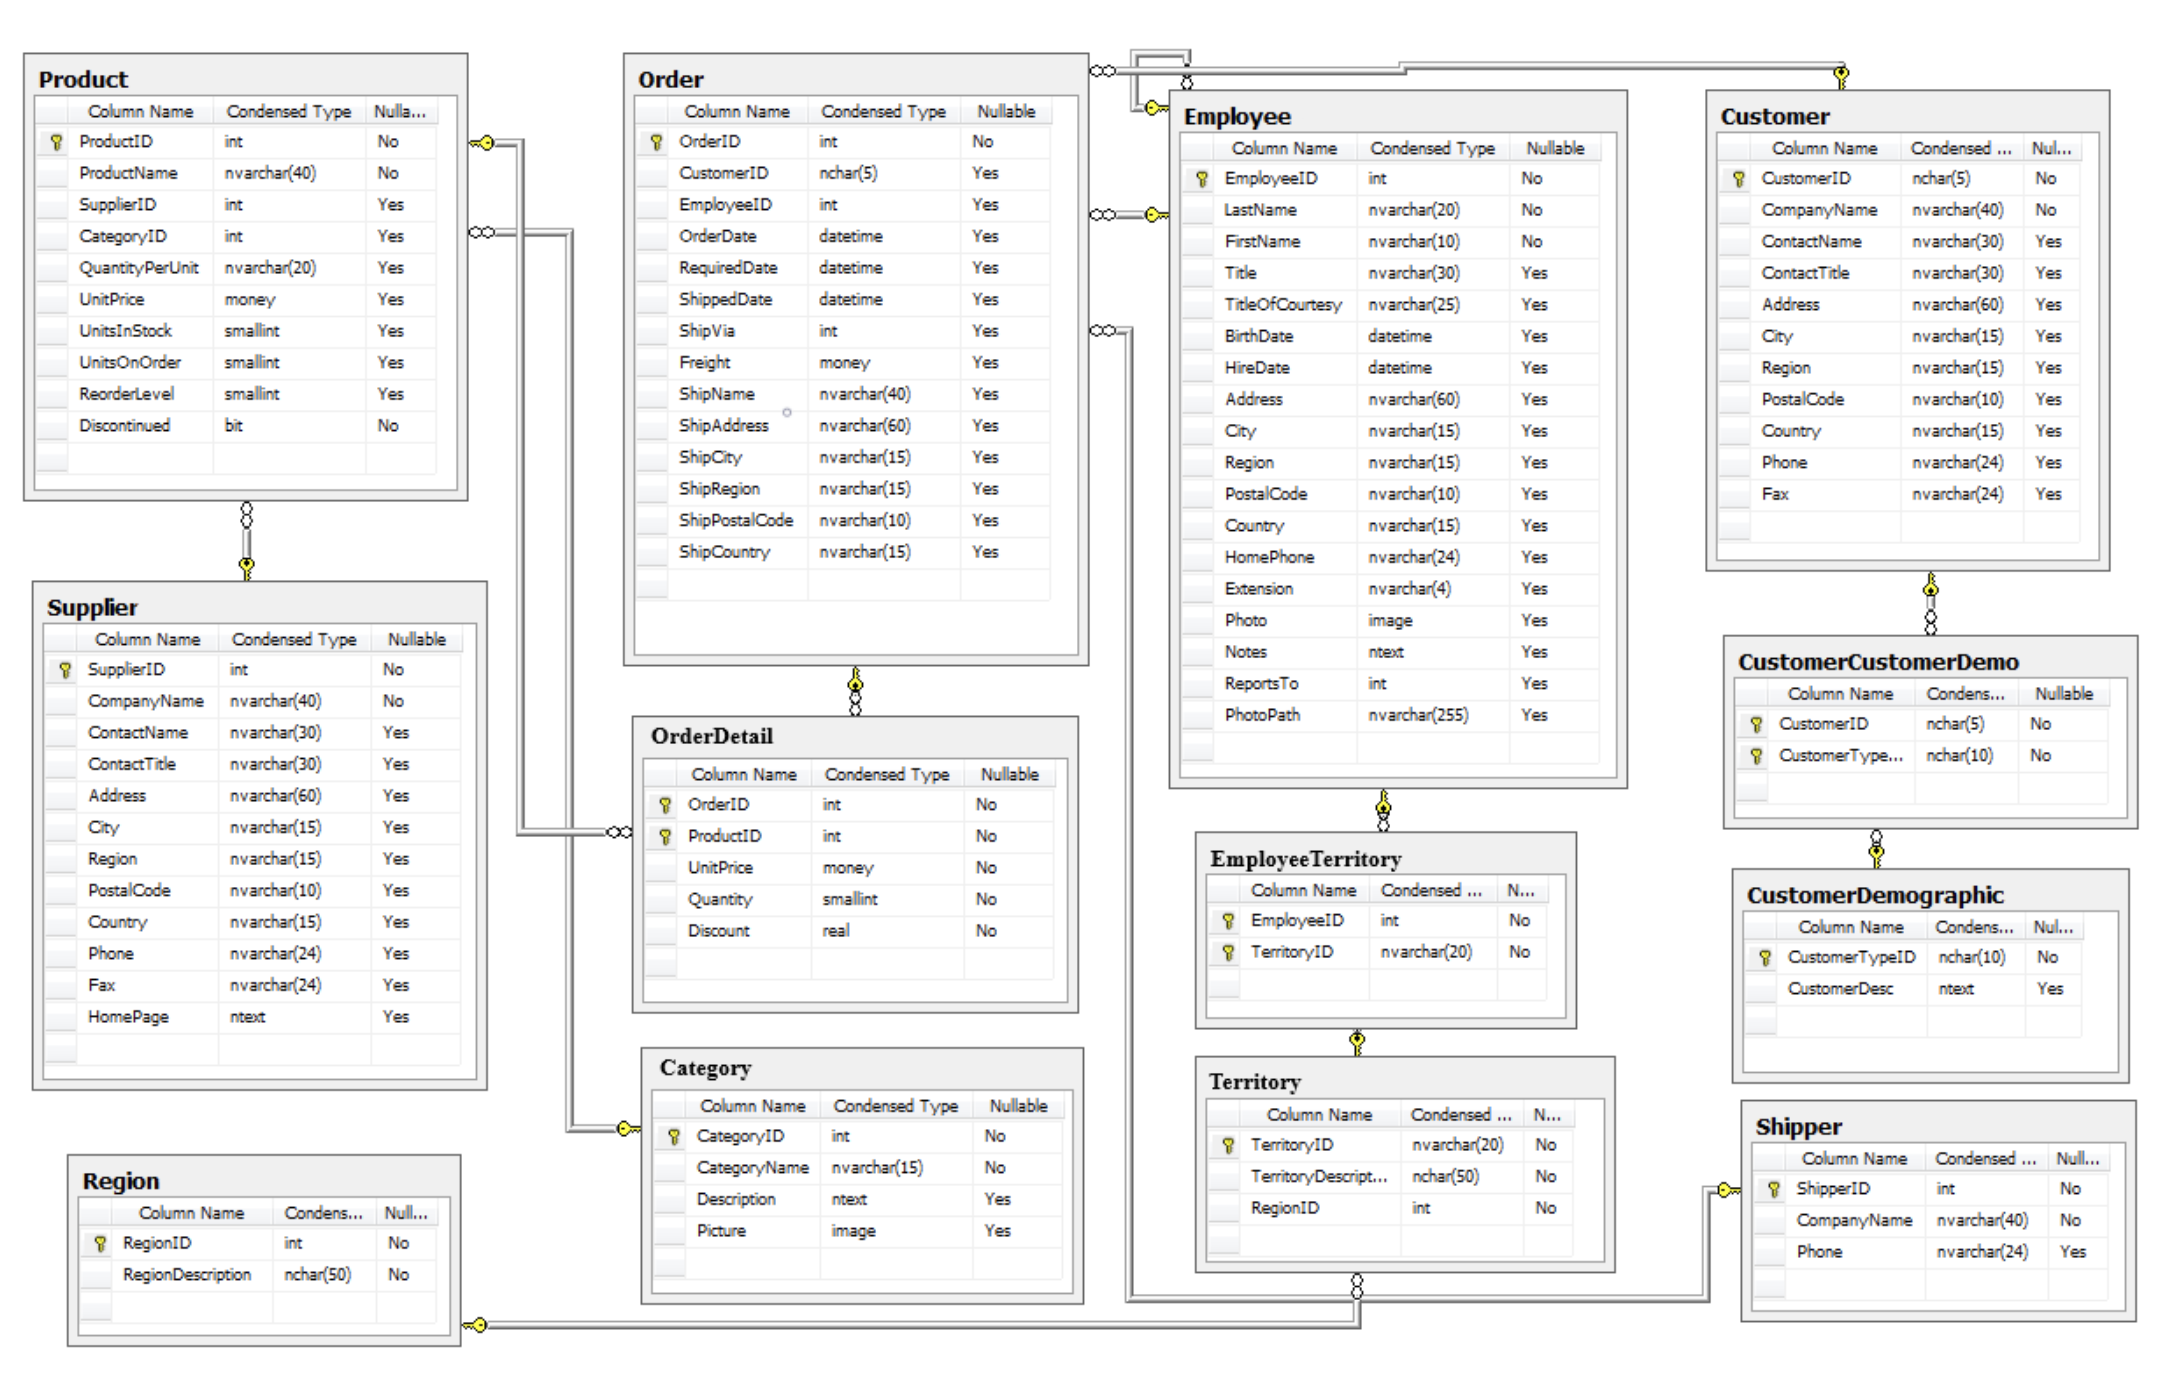 Product
Column Name Condensed Type Nulla...
ProductID int No
ProductName nvarchar(40) No
SupplierID int Yes
CategoryID int Yes
QuantityPerUnit nvarchar(20) Yes
UnitPrice money Yes
UnitsInStock smallint Yes
UnitsOnOrder smallint Yes
ReorderLevel smallint Yes
Discontinued bit No
Supplier
Column Name Condensed Type Nullable
SupplierID int No
CompanyName nvarchar(40) No
ContactName nvarchar(30) Yes
ContactTitle nvarchar(30) Yes
Address nvarchar(60) Yes
City nvarchar(15) Yes
Region nvarchar(15) Yes
PostalCode nvarchar(10) Yes
Country nvarchar(15) Yes
Phone nvarchar(24) Yes
Fax nvarchar(24) Yes
HomePage ntext Yes
Region
Column Name Condens... Null...
RegionID int No
RegionDescription nchar(50) No
Order
Column Name Condensed Type Nullable
OrderID int No
CustomerID nchar(5) Yes
EmployeeID int Yes
OrderDate datetime Yes
RequiredDate datetime Yes
ShippedDate datetime Yes
ShipVia int Yes
Freight money Yes
ShipName nvarchar(40) Yes
ShipAddress nvarchar(60) Yes
ShipCity nvarchar(15) Yes
ShipRegion nvarchar(15) Yes
ShipPostalCode nvarchar(10) Yes
ShipCountry nvarchar(15) Yes
OrderDetail
Column Name Condensed Type Nullable
OrderID int No
ProductID int No
UnitPrice money No
Quantity smallint No
Discount real No
Category
Column Name Condensed Type Nullable
CategoryID int No
CategoryName nvarchar(15) No
Description ntext Yes
Picture image Yes
Employee
Column Name Condensed Type Nullable
EmployeeID int No
LastName nvarchar(20) No
FirstName nvarchar(10) No
Title nvarchar(30) Yes
TitleOfCourtesy nvarchar(25) Yes
BirthDate datetime Yes
HireDate datetime Yes
Address nvarchar(60) Yes
City nvarchar(15) Yes
Region nvarchar(15) Yes
PostalCode nvarchar(10) Yes
Country nvarchar(15) Yes
HomePhone nvarchar(24) Yes
Extension nvarchar(4) Yes
Photo image Yes
Notes ntext Yes
ReportsTo int Yes
PhotoPath nvarchar(255) Yes
EmployeeTerritory
Column Name Condensed ... N...
EmployeeID int No
TerritoryID nvarchar(20) No
Territory
Column Name Condensed ... N...
TerritoryID nvarchar(20) No
TerritoryDescript... nchar(50) No
RegionID int No
Customer
Column Name Condensed ... Nul...
CustomerID nchar(5) No
CompanyName nvarchar(40) No
ContactName nvarchar(30) Yes
ContactTitle nvarchar(30) Yes
Address nvarchar(60) Yes
City nvarchar(15) Yes
Region nvarchar(15) Yes
PostalCode nvarchar(10) Yes
Country nvarchar(15) Yes
Phone nvarchar(24) Yes
Fax nvarchar(24) Yes
CustomerCustomerDemo
Column Name Condens... Nullable
CustomerID nchar(5) No
CustomerType... nchar(10) No
CustomerDemographic
Column Name Condens... Nul...
CustomerTypeID nchar(10) No
CustomerDesc ntext Yes
Shipper
Column Name Condensed ... Null...
ShipperID int No
CompanyName nvarchar(40) No
Phone nvarchar(24) Yes